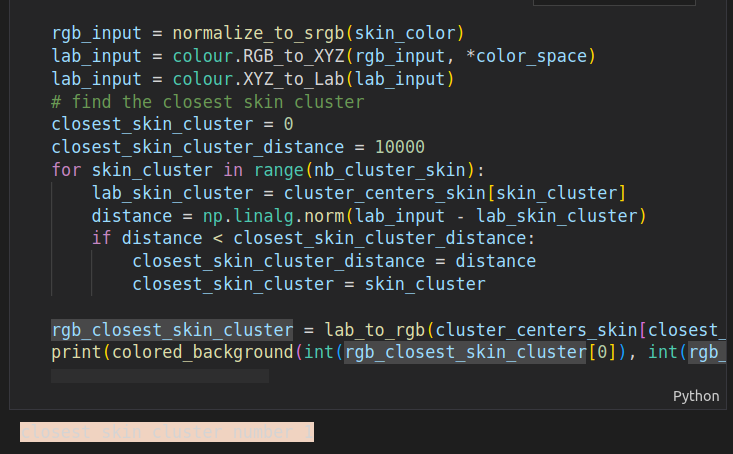 rgb_input = normalize_to_srgb(skin_color)
lab_input = colour.RGB_to_XYZ(rgb_input, *color_space)
lab_input = colour.XYZ_to_Lab(lab_input)
# find the closest skin cluster
closest_skin_cluster = 0
closest_skin_cluster_distance = 10000
for skin_cluster in range(nb_cluster_skin):
    lab_skin_cluster = cluster_centers_skin[skin_cluster]
    distance = np.linalg.norm(lab_input - lab_skin_cluster)
    if distance < closest_skin_cluster_distance:
        closest_skin_cluster_distance = distance
        closest_skin_cluster = skin_cluster
rgb_closest_skin_cluster = lab_to_rgb(cluster_centers_skin[closest_
print(colored_background(int(rgb_closest_skin_cluster[0]), int(rgb_
Python
closest skin cluster number